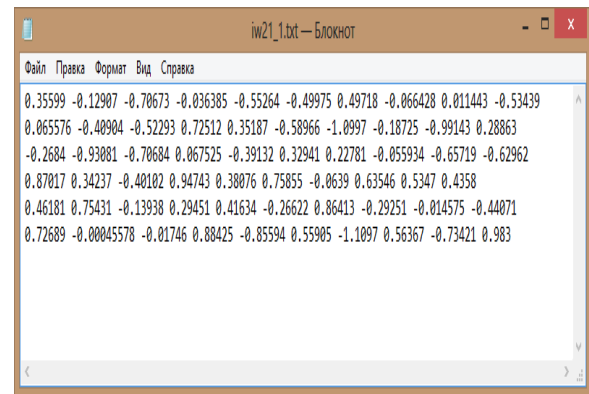 iw21_1.txt — Блокнот
Файл Правка Формат Вид Справка
0.35599 -0.12907 -0.70673 -0.036385 -0.55264 -0.49975 0.49718 -0.066428 0.011443 -0.53439
0.065576 -0.40904 -0.52293 0.72512 0.35187 -0.58966 -1.0997 -0.18725 -0.99143 0.28863
-0.2684 -0.93081 -0.70684 0.067525 -0.39132 0.32941 0.22781 -0.055934 -0.65719 -0.62962
0.87017 0.34237 -0.40102 0.94743 0.38076 0.75855 -0.0639 0.63546 0.5347 0.4358
0.46181 0.75431 -0.13938 0.29451 0.41634 -0.26622 0.86413 -0.29251 -0.014575 -0.44071
0.72689 -0.00045578 -0.01746 0.88425 -0.85594 0.55905 -1.1097 0.56367 -0.73421 0.983